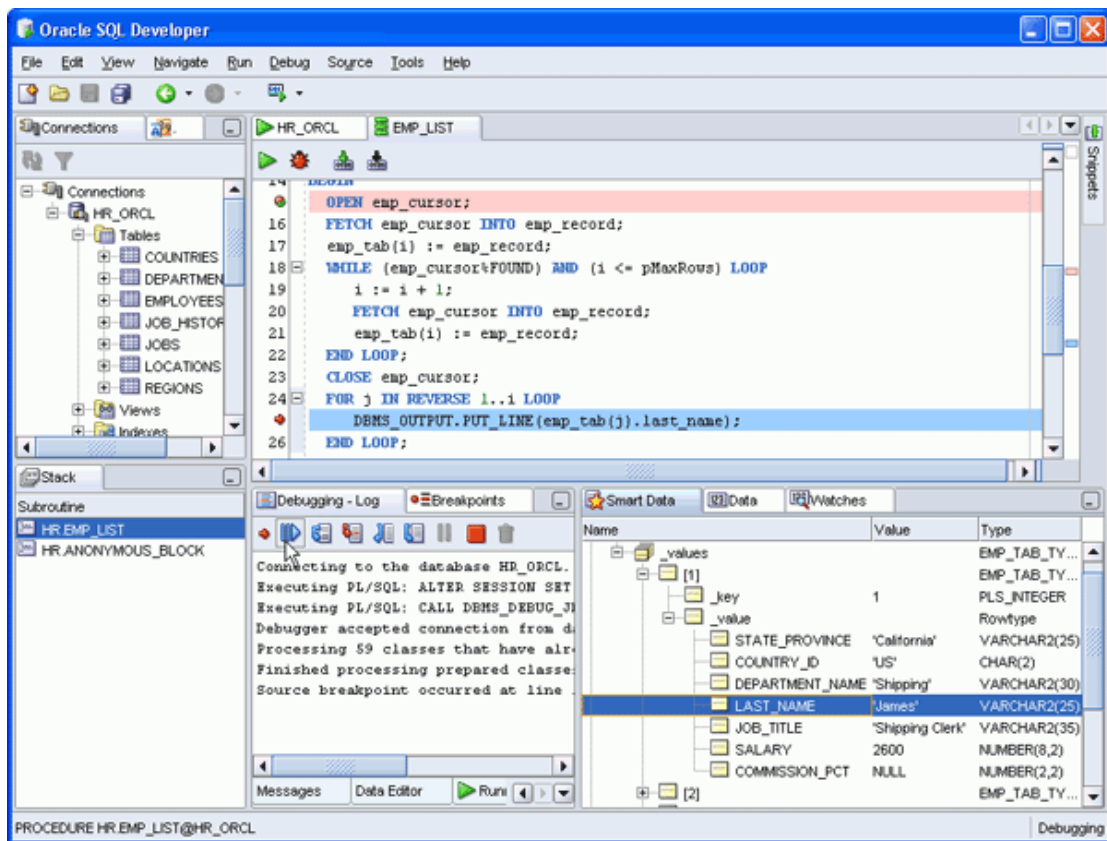 Oracle SQL Developer
File Edit View Navigate Run Debug Source Tools Help
Connections
Connections
HR_ORCL
Tables
COUNTRIES
DEPARTMEN
EMPLOYEES
JOB_HISTOR
JOBS
LOCATIONS
REGIONS
Views
Indexes
HR_ORCL EMP_LIST
14 BEGIN
OPEN emp_cursor;
16 FETCH emp_cursor INTO emp_record;
17 emp_tab(i) := emp_record;
18 WHILE (emp_cursor%FOUND) AND (i <= pMaxRows) LOOP
19 i := i + 1;
20 FETCH emp_cursor INTO emp_record;
21 emp_tab(i) := emp_record;
22 END LOOP;
23 CLOSE emp_cursor;
24 FOR j IN REVERSE 1..i LOOP
DBMS_OUTPUT.PUT_LINE(emp_tab(j).last_name);
26 END LOOP;
Snippets
Stack
Subroutine
HR.EMP_LIST
HR.ANONYMOUS_BLOCK
Debugging - Log Breakpoints
Connecting to the database HR_ORCL.
Executing PL/SQL: ALTER SESSION SET
Executing PL/SQL: CALL DBMS_DEBUG_J
Debugger accepted connection from da
Processing 59 classes that have alr
Finished processing prepared classe
Source breakpoint occurred at line
Messages Data Editor Runn
Smart Data Data Watches
Name Value Type
_values EMP_TAB_TY...
[1] EMP_TAB_TY...
_key 1 PLS_INTEGER
_value Rowtype
STATE_PROVINCE 'California' VARCHAR2(25)
COUNTRY_ID 'US' CHAR(2)
DEPARTMENT_NAME 'Shipping' VARCHAR2(30)
LAST_NAME 'James' VARCHAR2(25)
JOB_TITLE 'Shipping Clerk' VARCHAR2(35)
SALARY 2600 NUMBER(8,2)
COMMISSION_PCT NULL NUMBER(2,2)
[2] EMP_TAB_TY...
PROCEDURE HR.EMP_LIST@HR_ORCL Debugging